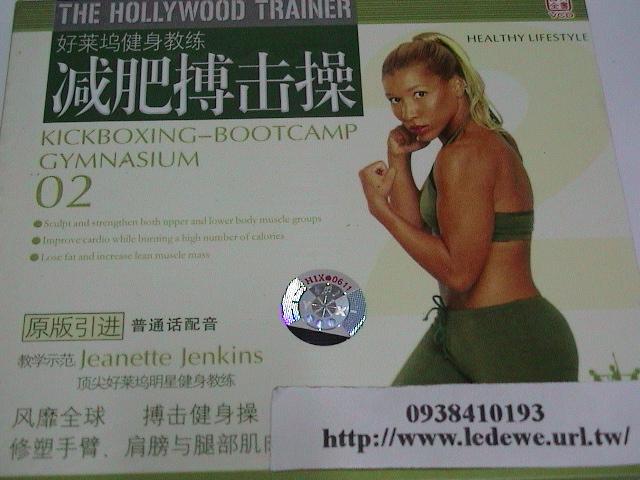 THE HOLLYWOOD TRAINER
VCD
HEALTHY LIFESTYLE
好莱坞健身教练
减肥搏击操
KICKBOXING-BOOTCAMP
GYMNASIUM
02
● Sculpt and strengthen both upper and lower body muscle groups
● Improve cardio while burning a high number of calories
● Lose fat and increase lean muscle mass
HIX●0611
原版引进 普通话配音
教学示范 Jeanette Jenkins
顶尖好莱坞明星健身教练
风靡全球 搏击健身操
修塑手臂、肩膀与腿部肌
0938410193
http://www.ledewe.url.tw/